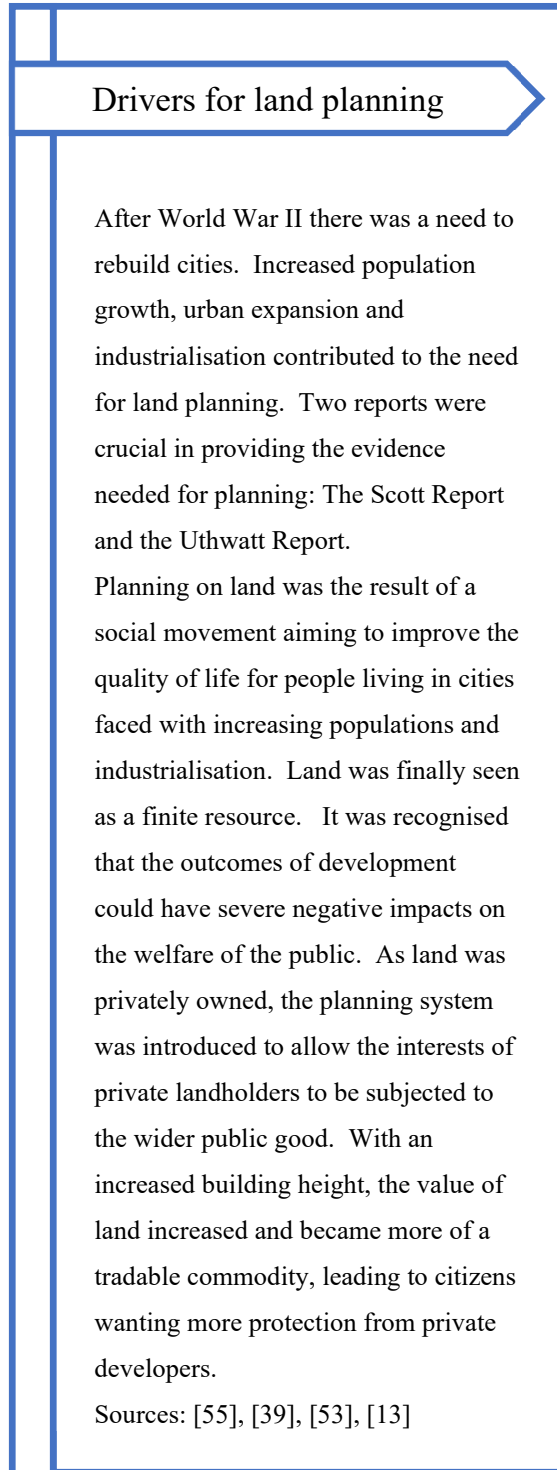 Drivers for land planning
After World War II there was a need to
rebuild cities.  Increased population
growth, urban expansion and
industrialisation contributed to the need
for land planning.  Two reports were
crucial in providing the evidence
needed for planning: The Scott Report
and the Uthwatt Report.
Planning on land was the result of a
social movement aiming to improve the
quality of life for people living in cities
faced with increasing populations and
industrialisation.  Land was finally seen
as a finite resource.   It was recognised
that the outcomes of development
could have severe negative impacts on
the welfare of the public.  As land was
privately owned, the planning system
was introduced to allow the interests of
private landholders to be subjected to
the wider public good.  With an
increased building height, the value of
land increased and became more of a
tradable commodity, leading to citizens
wanting more protection from private
developers.
Sources: [55], [39], [53], [13]